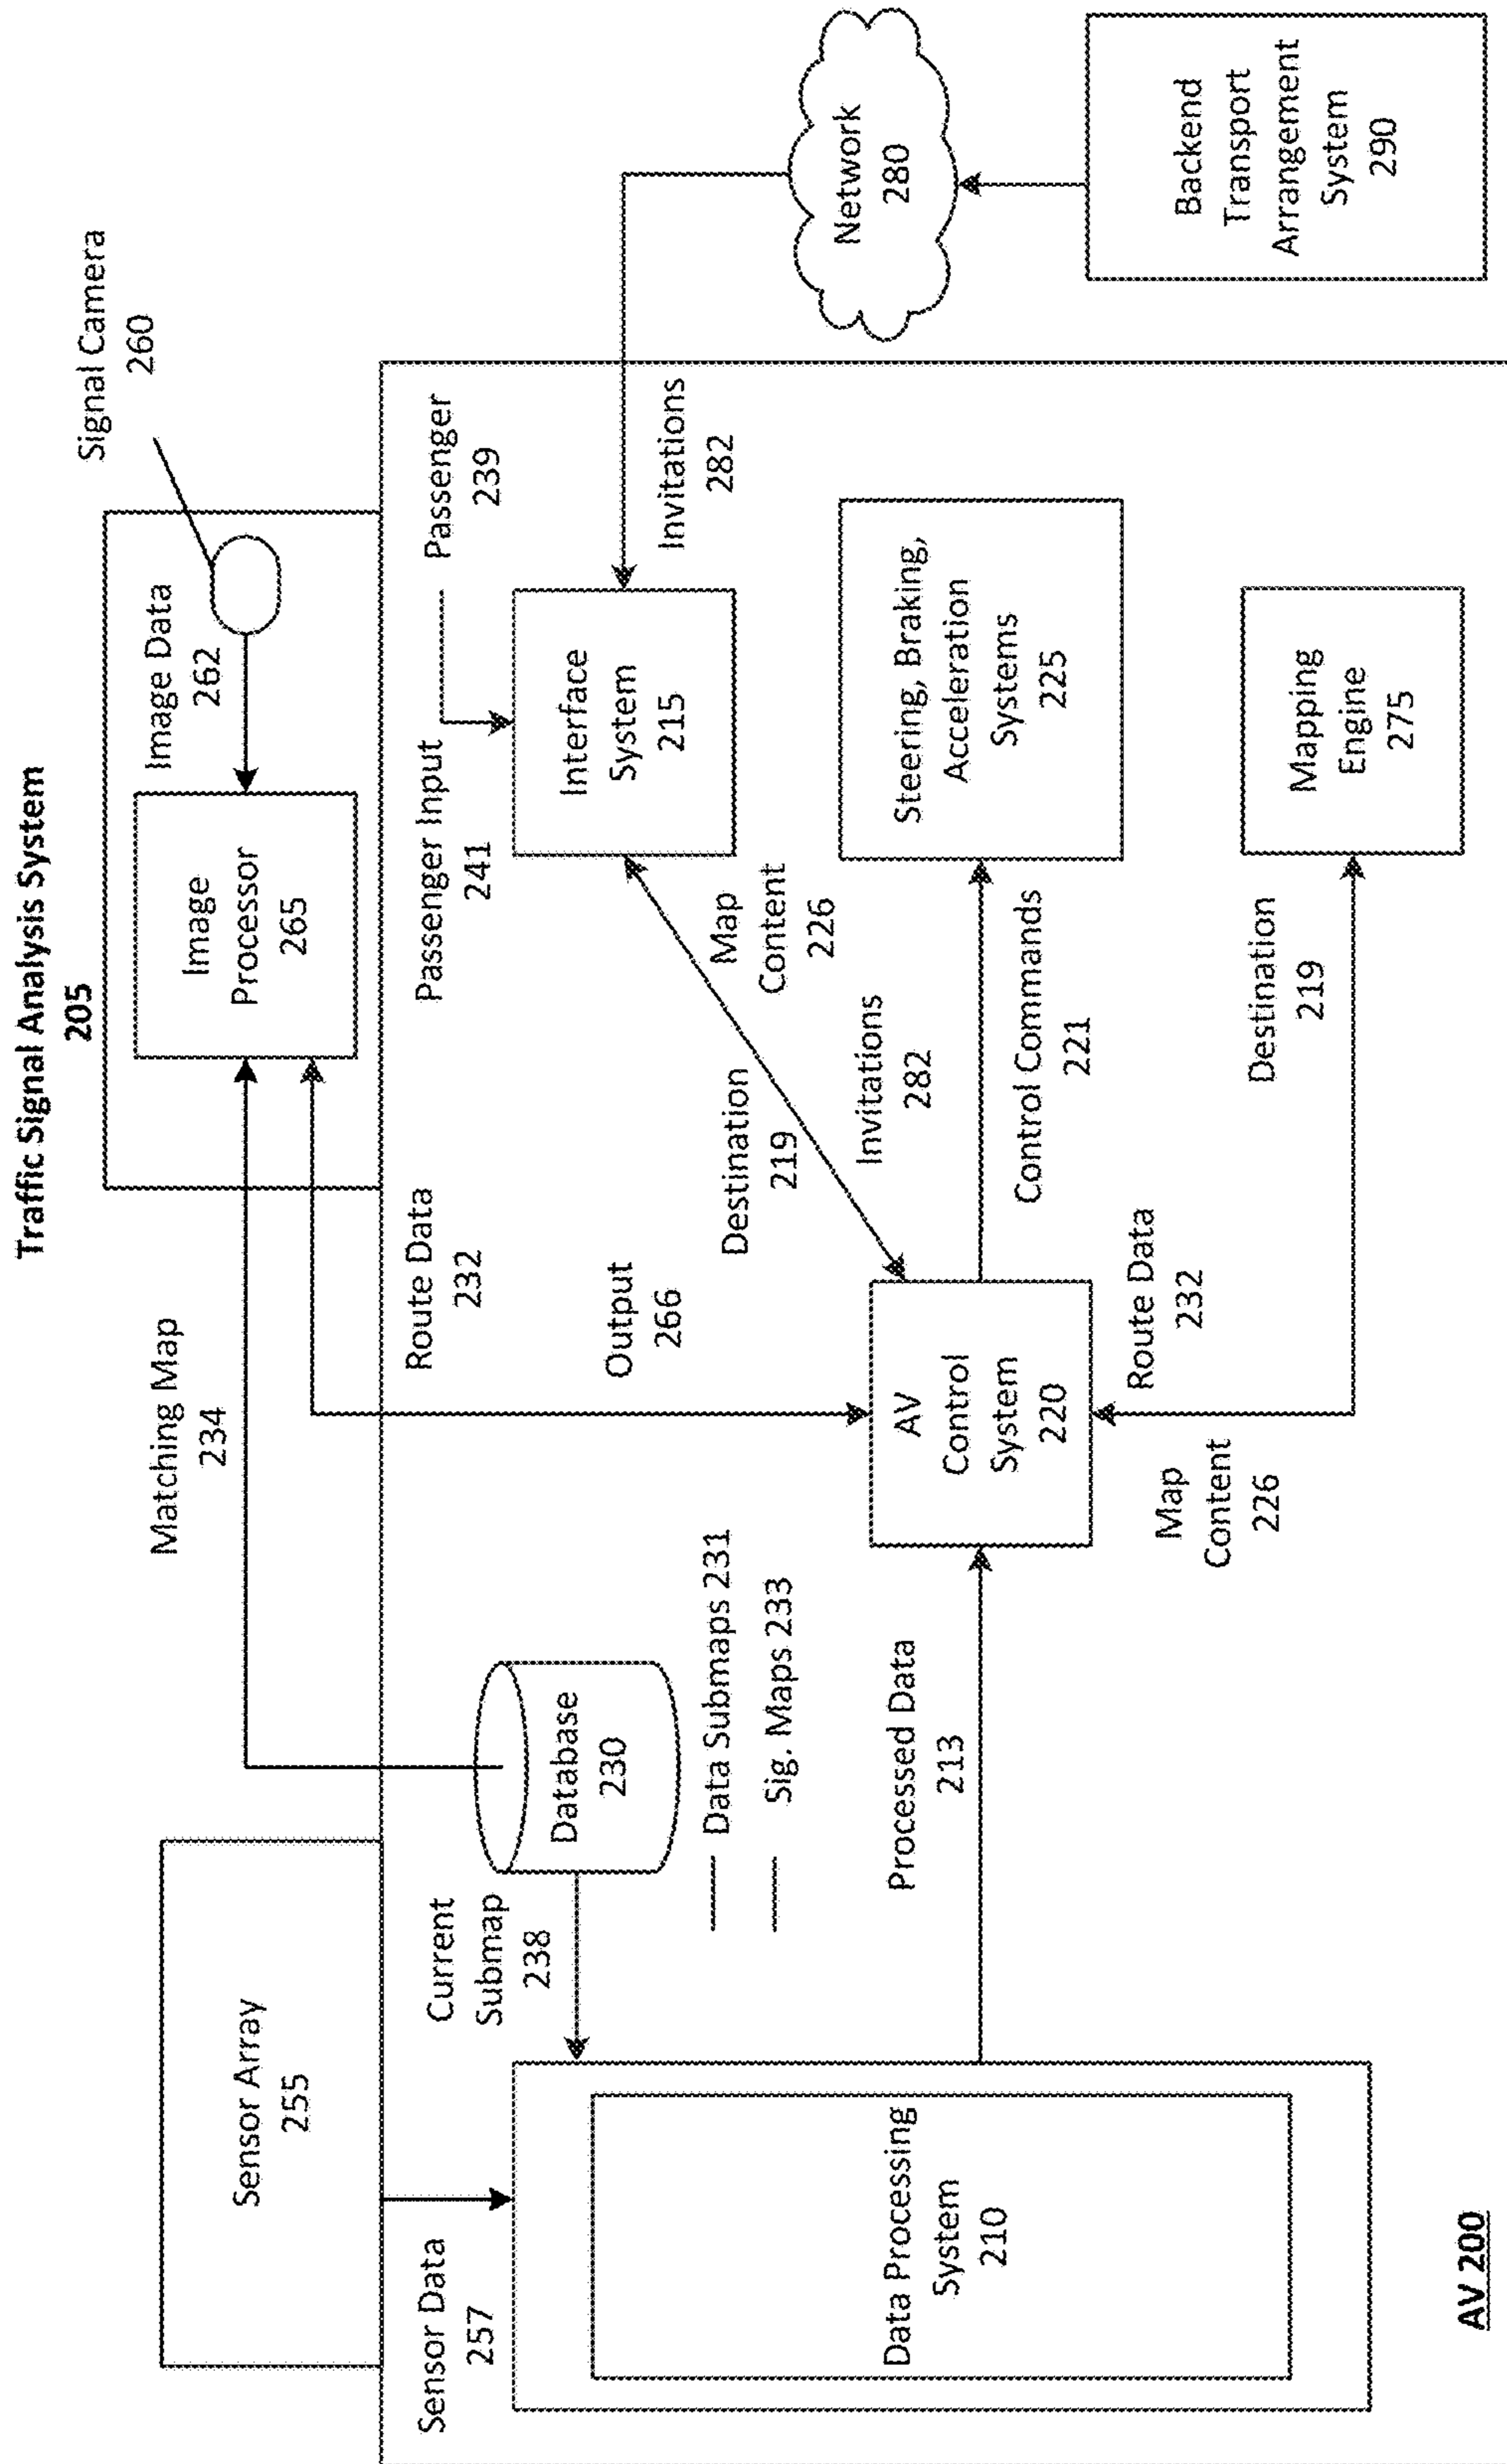 Traffic Signal Analysis System
205
Signal Camera
260
Image Data
262
Image
Processor
265
Matching Map
234
Sensor Array
255
Sensor Data
257
Current
Submap
238
Database
230
Data Submaps 231
Sig. Maps 233
Route Data
232
Output
266
Passenger Input
241
Passenger
239
Interface
System
215
Invitations
282
Network
280
Backend
Transport
Arrangement
System
290
Destination
219
Map
Content
226
Invitations
282
Steering, Braking,
Acceleration
Systems
225
Control Commands
221
AV
Control
System
220
Processed Data
213
Data Processing
System
210
Map
Content
226
Route Data
232
Destination
219
Mapping
Engine
275
AV 200